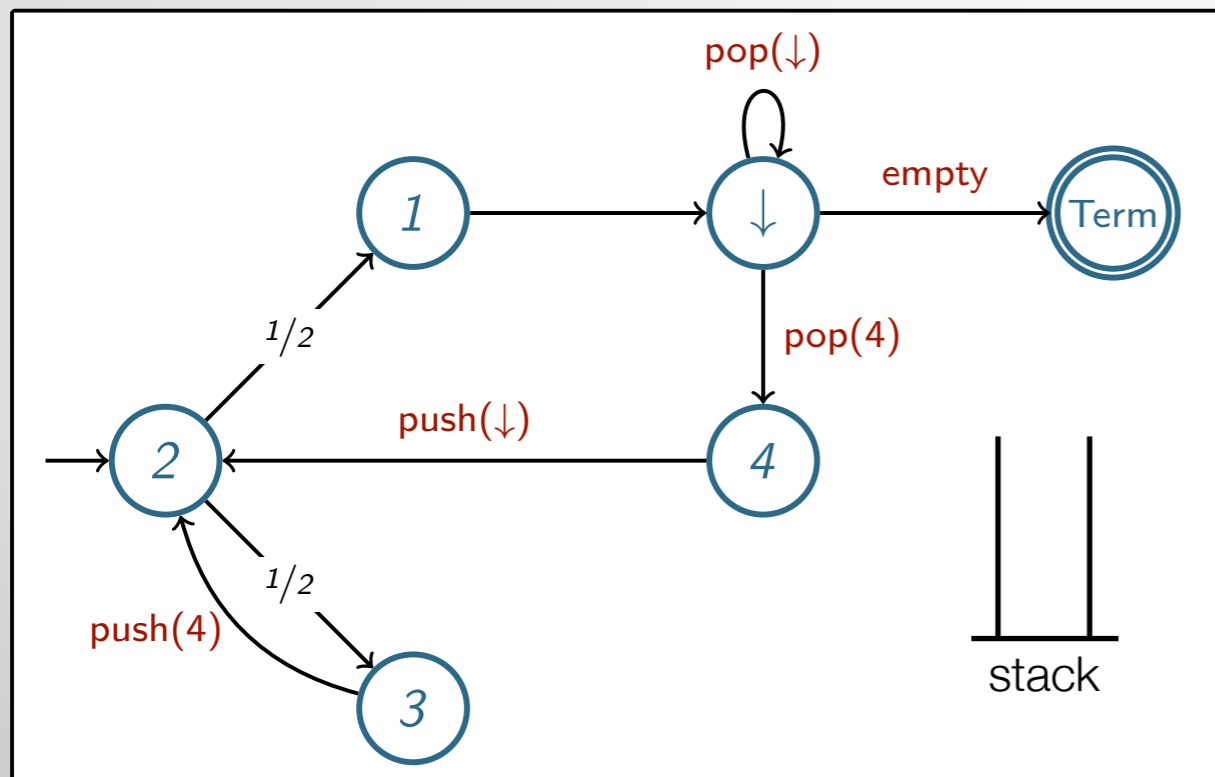 pop(↓)
1
↓
empty
Term
1/2
pop(4)
push(↓)
2
4
1/2
push(4)
3
stack